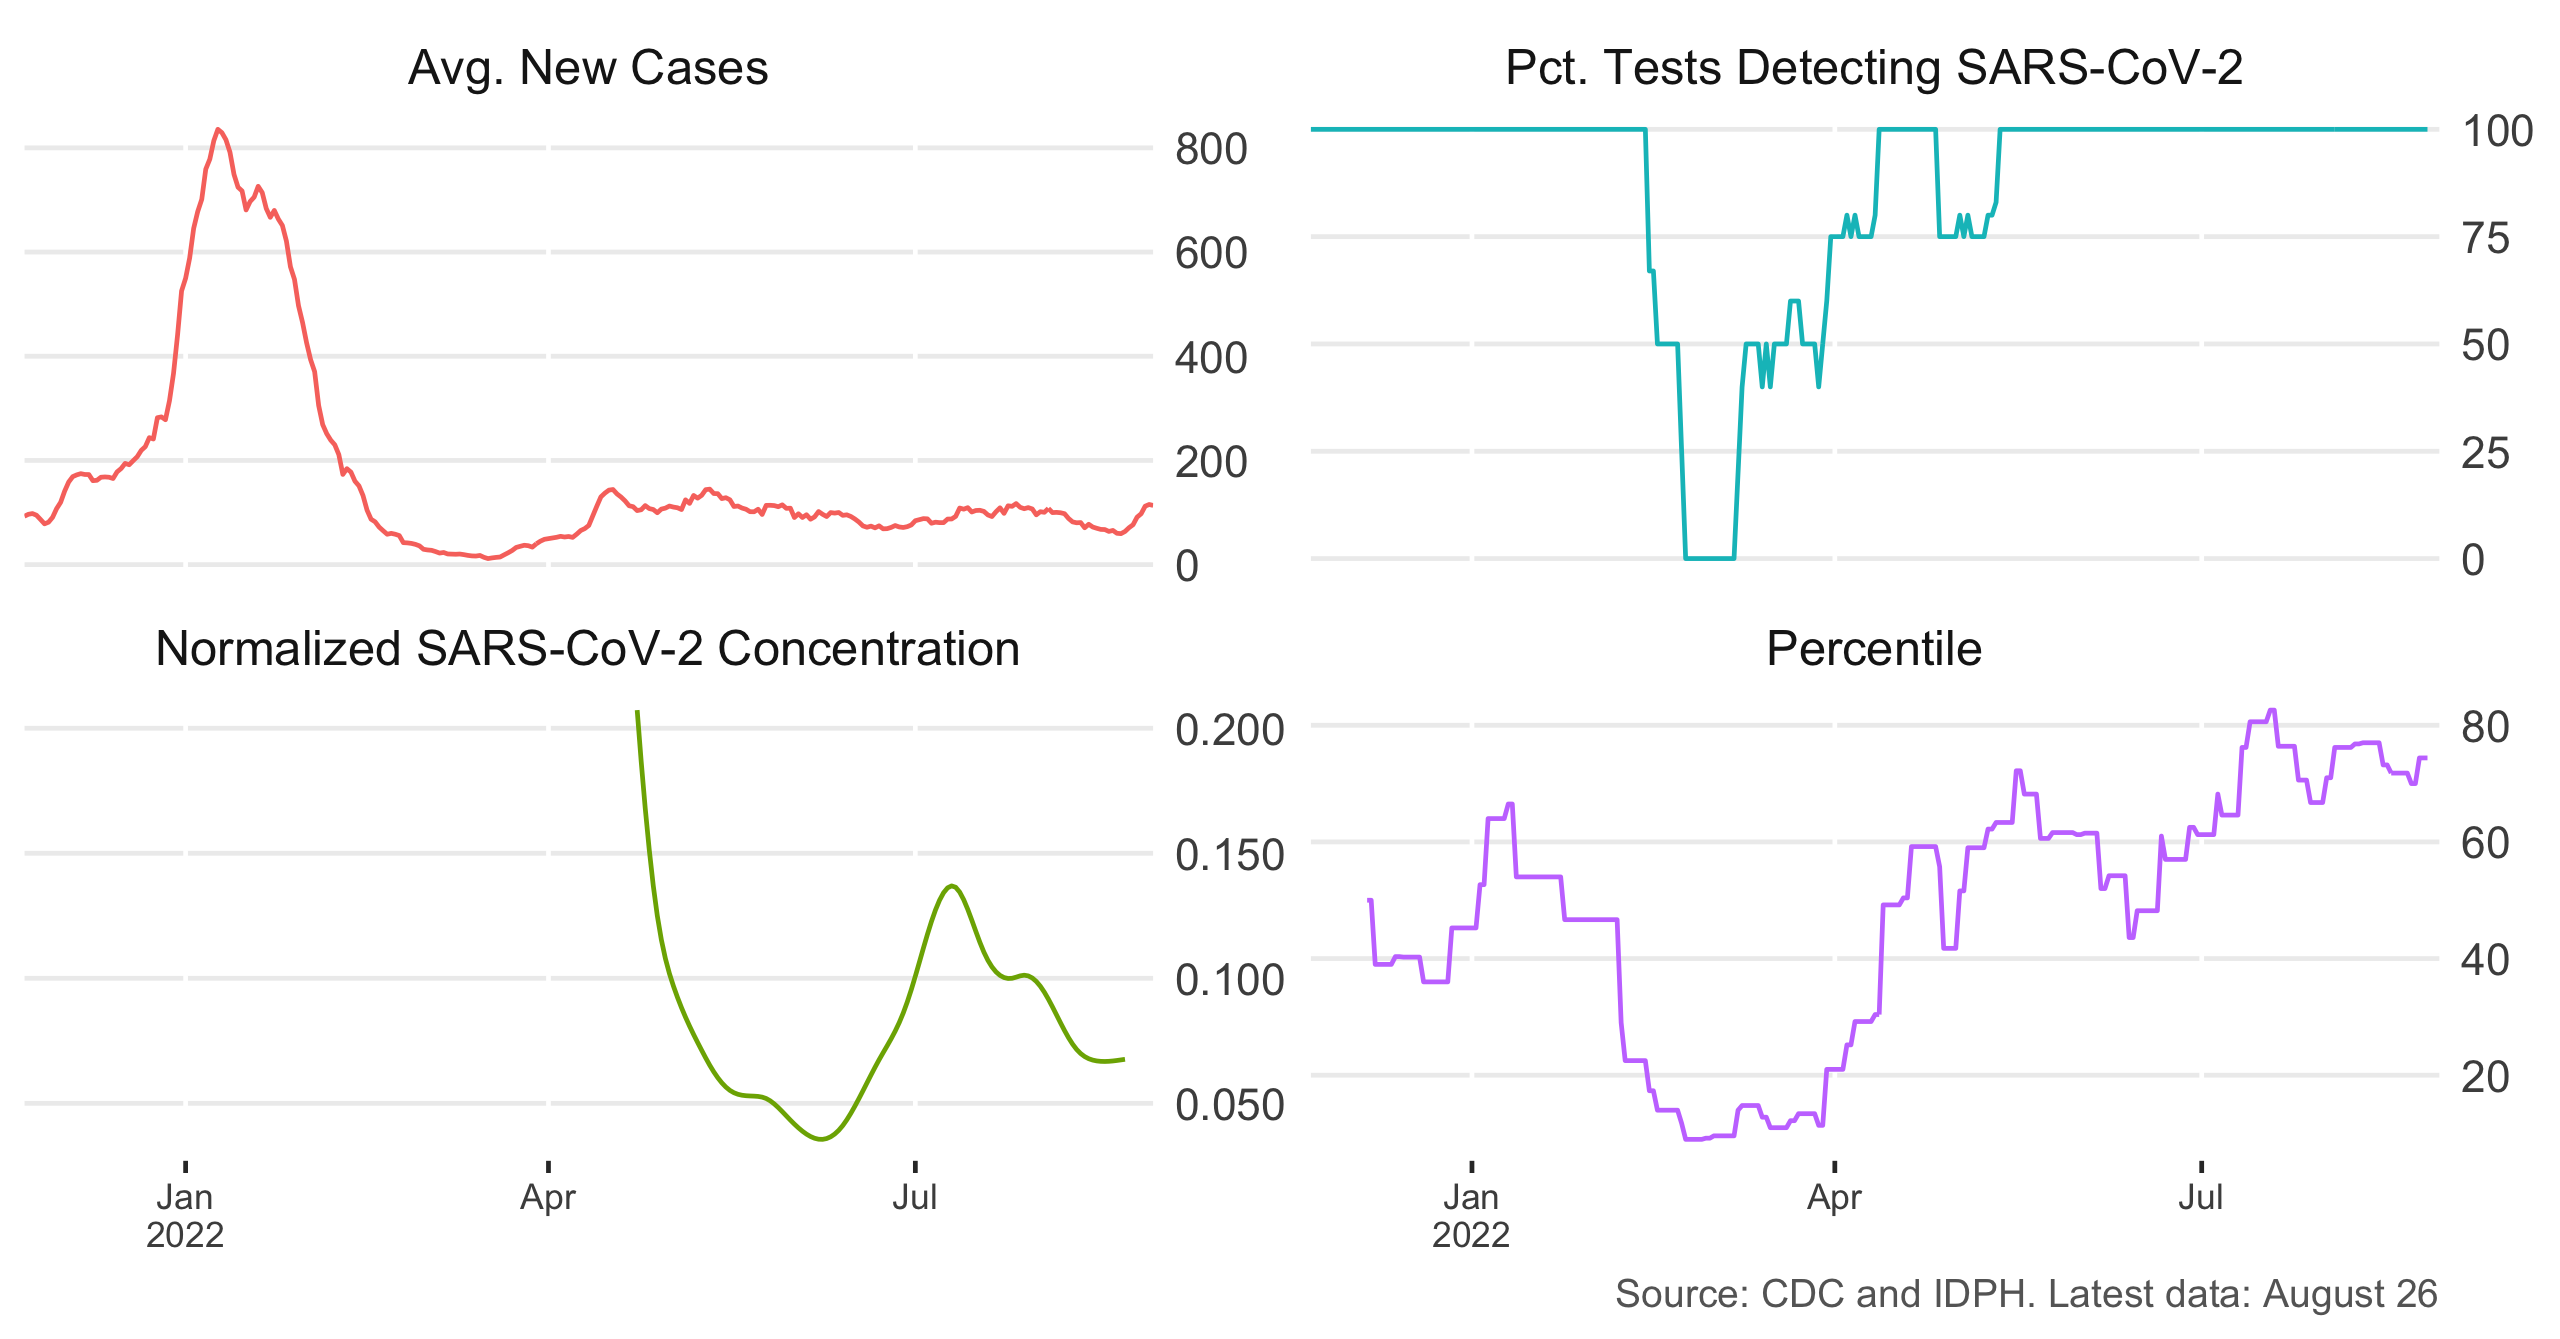 Avg. New Cases
800
600
400
200
0
Pct. Tests Detecting SARS-CoV-2
100
75
50
25
0
Normalized SARS-CoV-2 Concentration
0.200
0.150
0.100
0.050
Jan
2022
Apr
Jul
Percentile
80
60
40
20
Jan
2022
Apr
Jul
Source: CDC and IDPH. Latest data: August 26